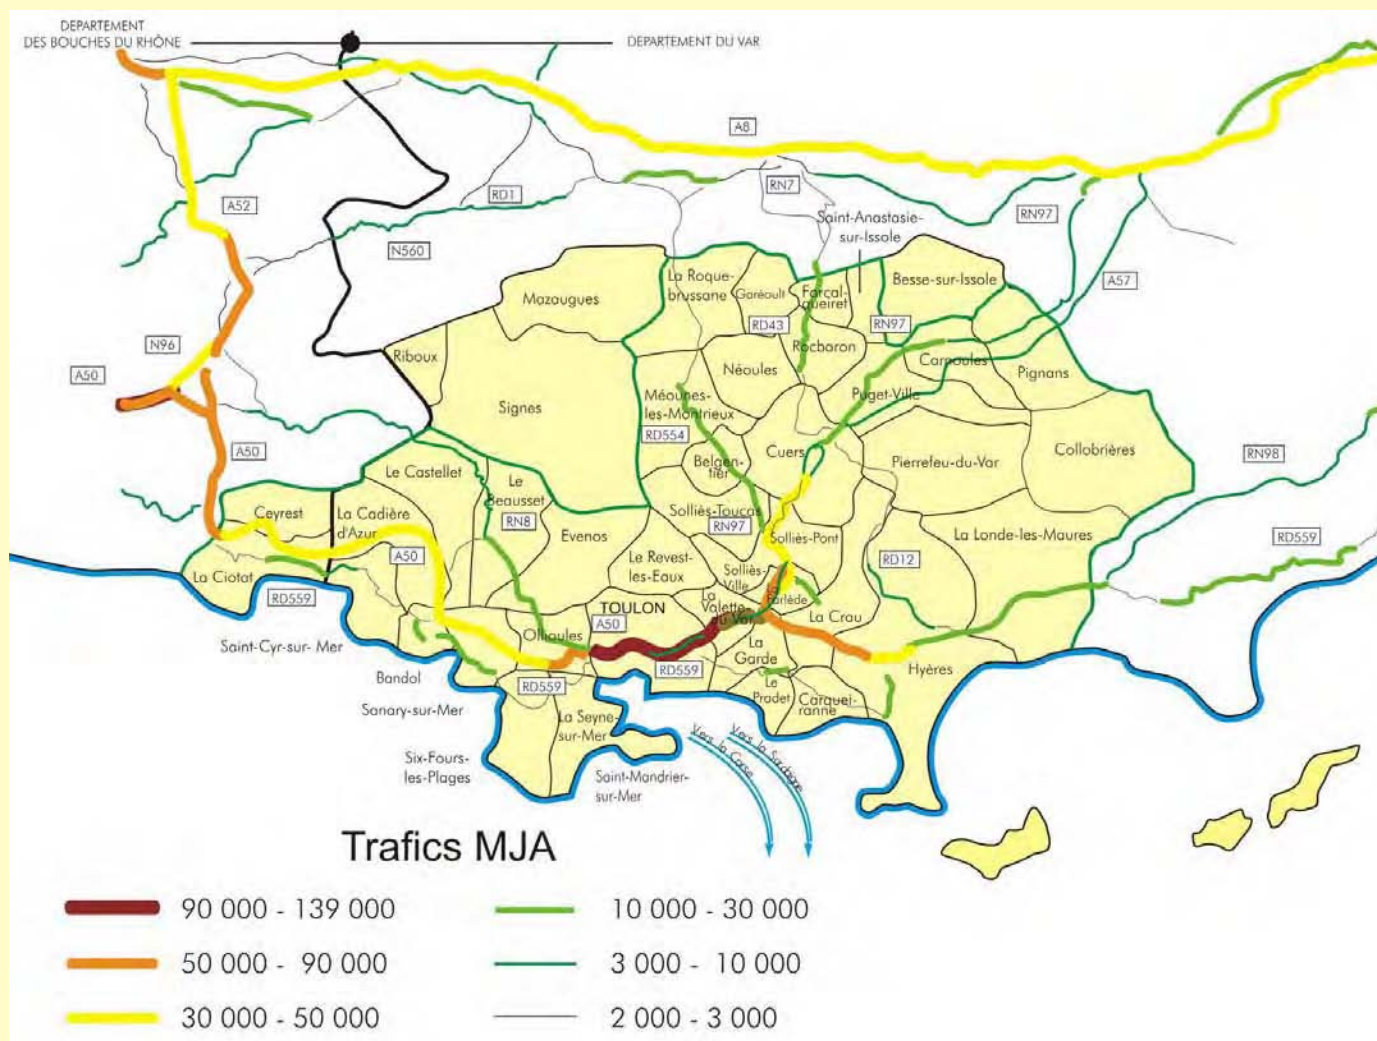 DEPARTEMENT
DES BOUCHES DU RHÔNE
DEPARTEMENT DU VAR
A8
RN7
A52
RD1
RN97
Saint-Anastasie-
sur-Issole
N560
A57
La Roque-
brussane
Garéoult
Forcal-
queiret
Besse-sur-Issole
Mazaugues
RD43
RN97
N96
Riboux
Rocbaron
Carnoules
Néoules
Pignans
A50
Signes
Méounes-
les-Montrieux
Puget-Ville
RD554
A50
Cuers
Collobrières
RN98
Belgen-
tier
Pierrefeu-du-Var
Le Castellet
Le
Beausset
Ceyrest
La Cadière
d'Azur
RN8
Solliès-Toucas
RN97
Evenos
Solliès-Pont
La Londe-les-Maures
RD559
A50
Le Revest-
les-Eaux
RD12
La Ciotat
Solliès-
Ville
RD559
TOULON
La
Valette-
du-Var
Farlède
La Crau
A50
Ollioules
Saint-Cyr-sur- Mer
La
Garde
RD559
Hyères
Bandol
RD559
Le
Pradet
Carquei-
ranne
Sanary-sur-Mer
La Seyne-
sur-Mer
Vers la Corse
Vers la Sardaigne
Six-Fours-
les-Plages
Saint-Mandrier-
sur-Mer
Trafics MJA
90 000 - 139 000
10 000 - 30 000
50 000 - 90 000
3 000 - 10 000
30 000 - 50 000
2 000 - 3 000